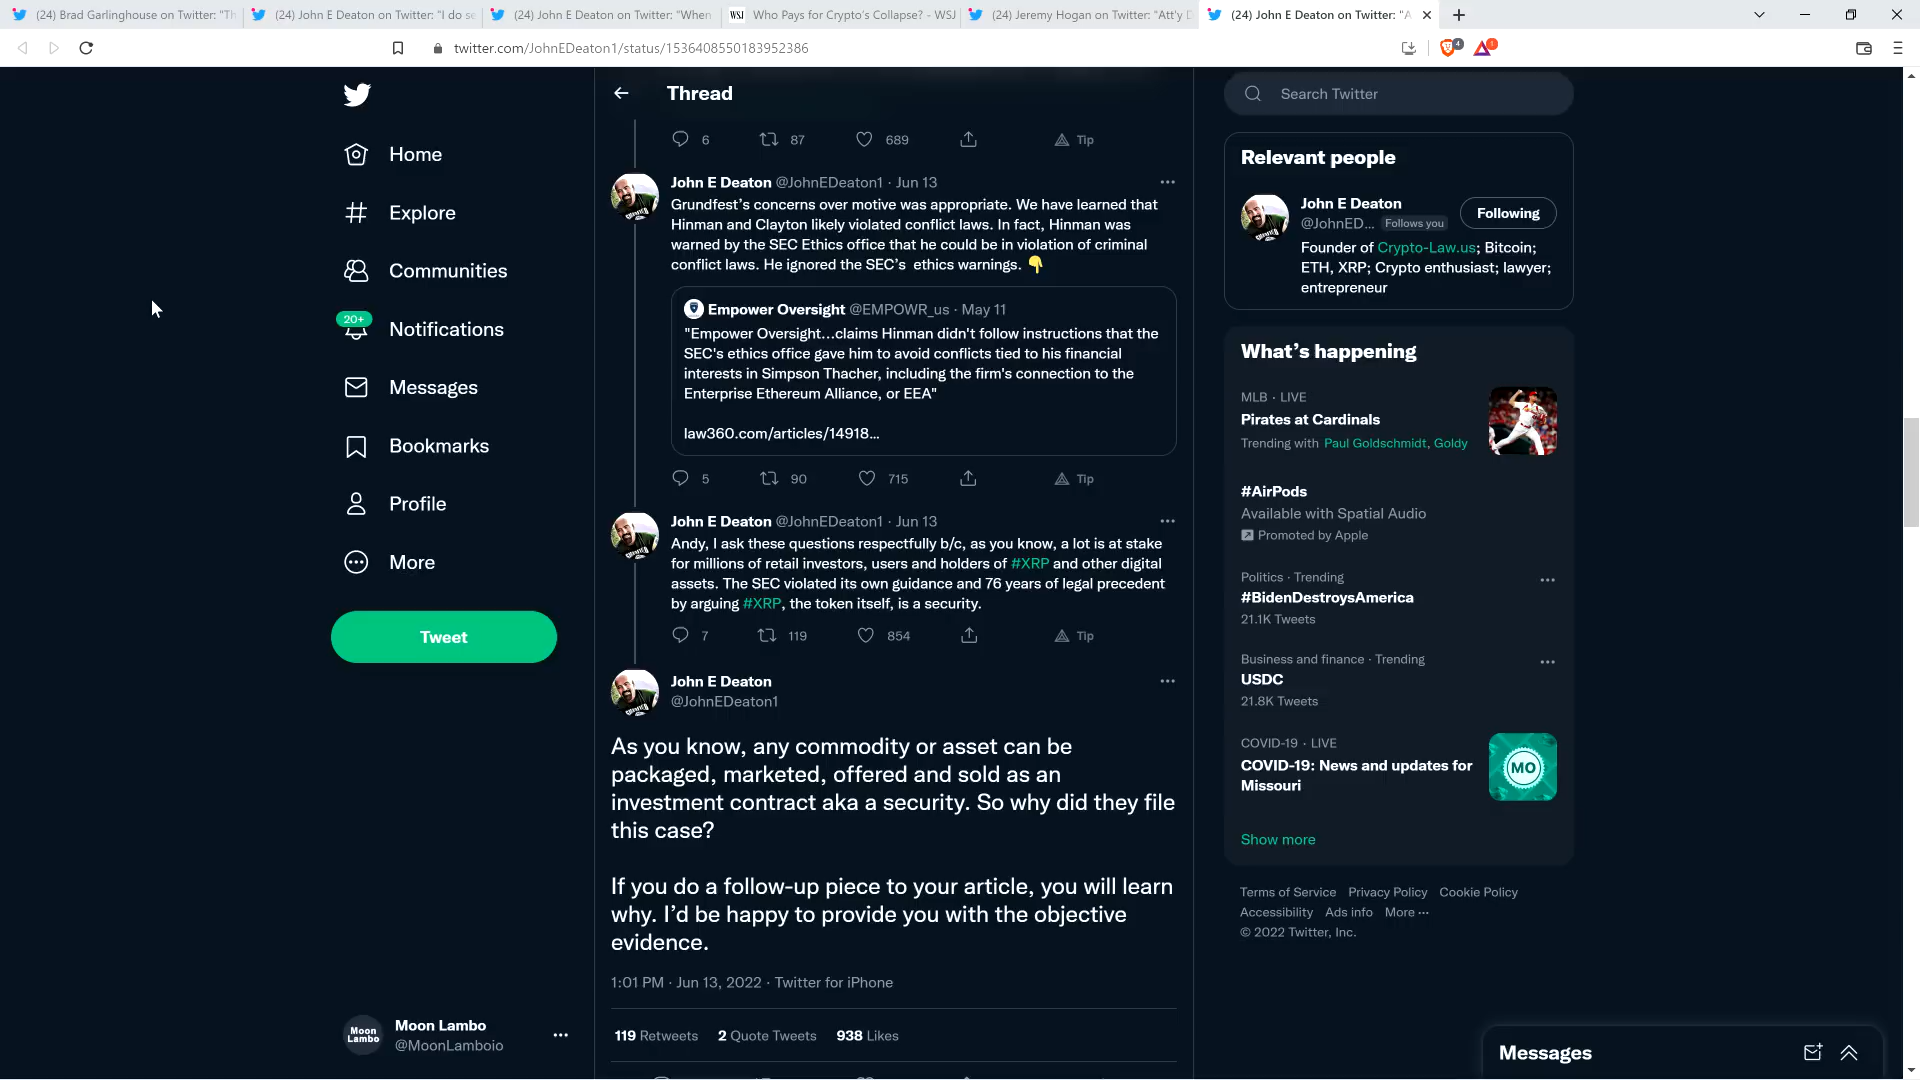 (24) Brad Garlinghouse on Twitter: "Th
(24) John E Deaton on Twitter: "I do se
(24) John E Deaton on Twitter: "When
WSJ Who Pays for Crypto's Collapse? - WSJ
(24) Jeremy Hogan on Twitter: "Att'y D
(24) John E Deaton on Twitter: "A
twitter.com/JohnEDeaton1/status/1536408550183952386
4
1
Home
Explore
Communities
20+
Notifications
Messages
Bookmarks
Profile
More
Tweet
Moon Lambo
Moon Lambo
@MoonLamboio
Thread
6 87 689 Tip
John E Deaton @JohnEDeaton1 · Jun 13
Grundfest's concerns over motive was appropriate. We have learned that
Hinman and Clayton likely violated conflict laws. In fact, Hinman was
warned by the SEC Ethics office that he could be in violation of criminal
conflict laws. He ignored the SEC's ethics warnings. 👇
Empower Oversight @EMPOWR_us · May 11
"Empower Oversight...claims Hinman didn't follow instructions that the
SEC's ethics office gave him to avoid conflicts tied to his financial
interests in Simpson Thacher, including the firm's connection to the
Enterprise Ethereum Alliance, or EEA"
law360.com/articles/14918...
5 90 715 Tip
John E Deaton @JohnEDeaton1 · Jun 13
Andy, I ask these questions respectfully b/c, as you know, a lot is at stake
for millions of retail investors, users and holders of #XRP and other digital
assets. The SEC violated its own guidance and 76 years of legal precedent
by arguing #XRP, the token itself, is a security.
7 119 854 Tip
John E Deaton
@JohnEDeaton1
As you know, any commodity or asset can be
packaged, marketed, offered and sold as an
investment contract aka a security. So why did they file
this case?
If you do a follow-up piece to your article, you will learn
why. I'd be happy to provide you with the objective
evidence.
1:01 PM · Jun 13, 2022 · Twitter for iPhone
119 Retweets 2 Quote Tweets 938 Likes
Search Twitter
Relevant people
John E Deaton
@JohnED... Follows you
Following
Founder of Crypto-Law.us; Bitcoin;
ETH, XRP; Crypto enthusiast; lawyer;
entrepreneur
What's happening
MLB · LIVE
Pirates at Cardinals
Trending with Paul Goldschmidt, Goldy
#AirPods
Available with Spatial Audio
Promoted by Apple
Politics · Trending
#BidenDestroysAmerica
21.1K Tweets
Business and finance · Trending
USDC
21.8K Tweets
COVID-19 · LIVE
COVID-19: News and updates for
Missouri
MO
Show more
Terms of Service Privacy Policy Cookie Policy
Accessibility Ads info More ···
© 2022 Twitter, Inc.
Messages